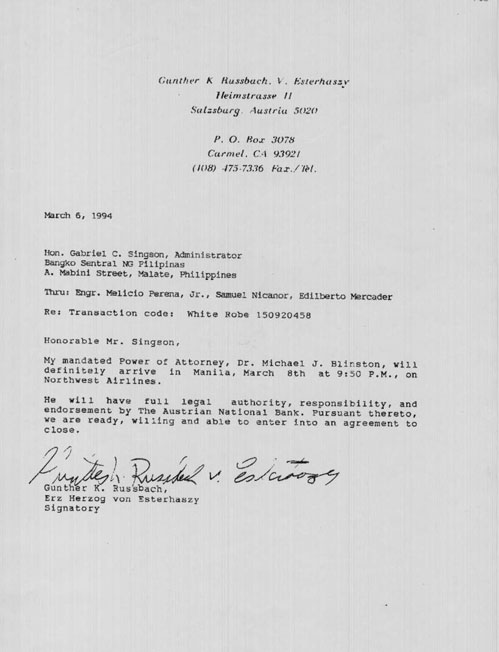 Gunther K Russbach, V. Esterhaszy
Heimstrasse 11
Salzsburg, Austria 5020
P. O. Box 3078
Carmel, CA 93921
(408) 475-7336 Fax./Tel.
March 6, 1994
Hon. Gabriel C. Singson, Administrator
Bangko Sentral NG Pilipinas
A. Mabini Street, Malate, Philippines
Thru: Engr. Melicio Perena, Jr., Samuel Nicanor, Edilberto Mercader
Re: Transaction code: White Robe 150920458
Honorable Mr. Singson,
My mandated Power of Attorney, Dr. Michael J. Blinston, will
definitely arrive in Manila, March 8th at 9:50 P.M., on
Northwest Airlines.
He will have full legal authority, responsibility, and
endorsement by The Austrian National Bank. Pursuant thereto,
we are ready, willing and able to enter into an agreement to
close.
Gunther K. Russbach,
Erz Herzog von Esterhaszy
Signatory